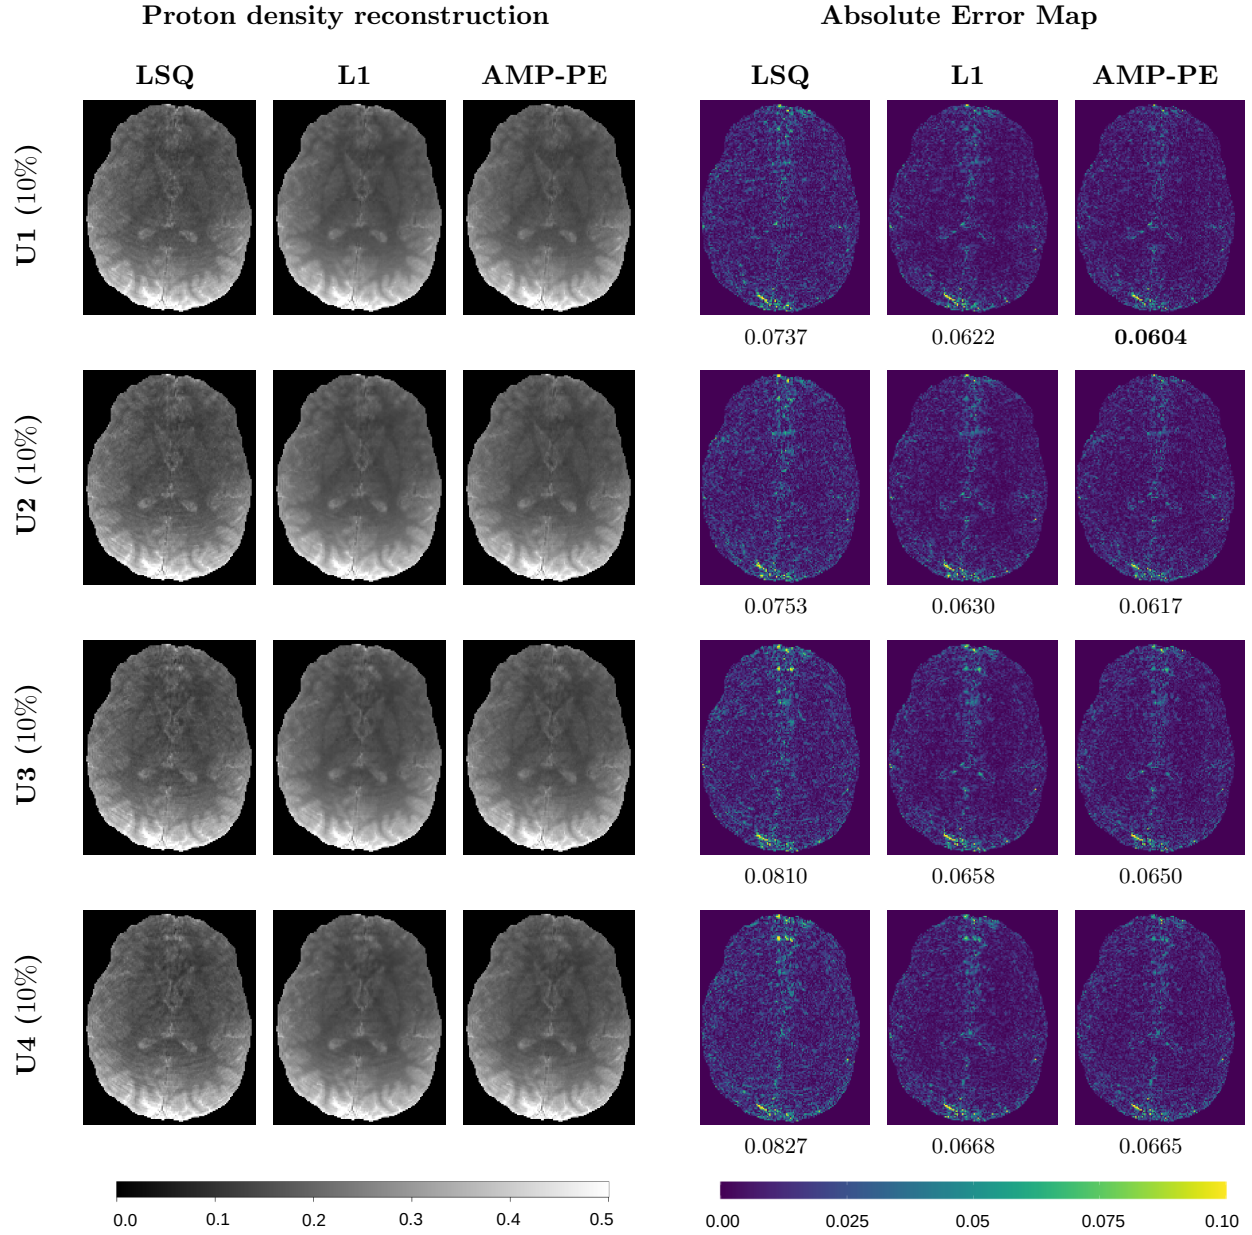 Proton density reconstruction
Absolute Error Map
LSQ L1 AMP-PE
LSQ L1 AMP-PE
U1 (10%)
0.0737 0.0622 0.0604
U2 (10%)
0.0753 0.0630 0.0617
U3 (10%)
0.0810 0.0658 0.0650
U4 (10%)
0.0827 0.0668 0.0665
0.0 0.1 0.2 0.3 0.4 0.5
0.00 0.025 0.05 0.075 0.10